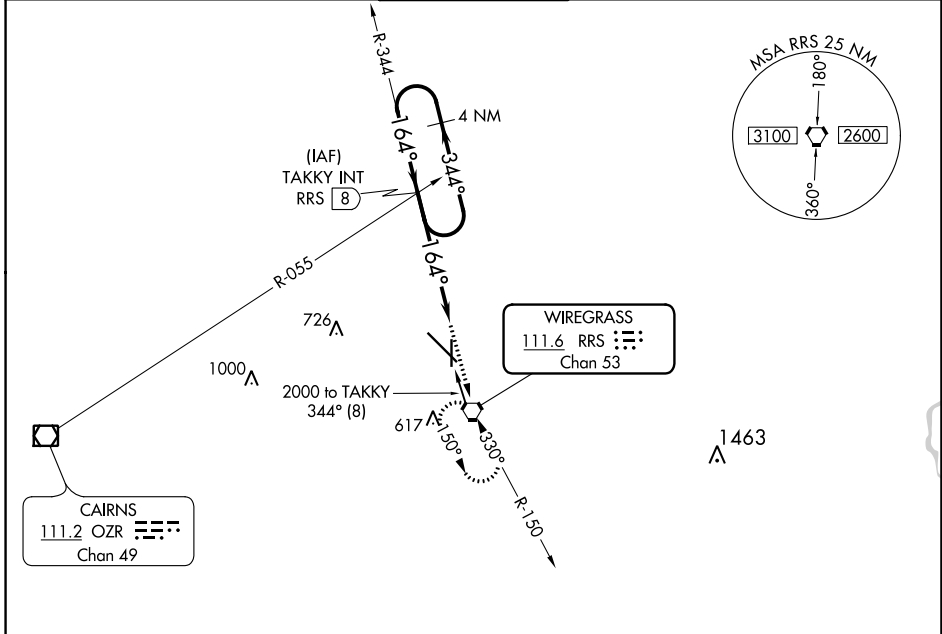 R-344
4 NM
164°
344°
(IAF)
TAKKY INT
RRS 8
164°
R-055
726
1000
2000 to TAKKY
344° (8)
617
150°
330°
R-150
WIREGRASS
111.6 RRS
Chan 53
1463
CAIRNS
111.2 OZR
Chan 49
MSA RRS 25 NM
180°
3100
2600
360°